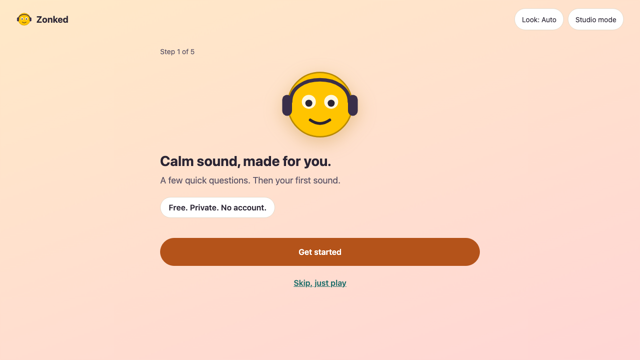 Zonked
Look: Auto
Studio mode
Step 1 of 5
Calm sound, made for you.
A few quick questions. Then your first sound.
Free. Private. No account.
Get started
Skip, just play